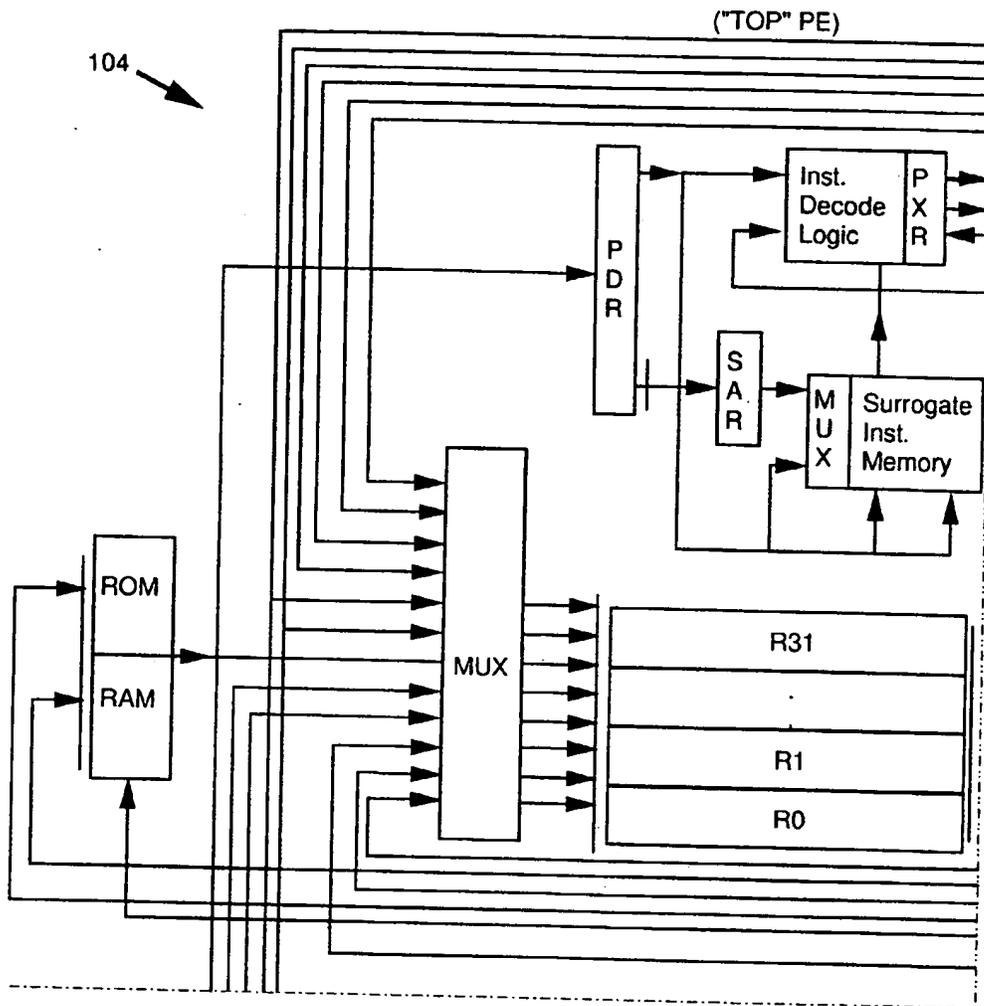 ("TOP" PE)
104
Inst.
Decode
Logic
P
X
R
P
D
R
S
A
R
M
U
X
Surrogate
Inst.
Memory
ROM
RAM
MUX
R31
.
R1
R0